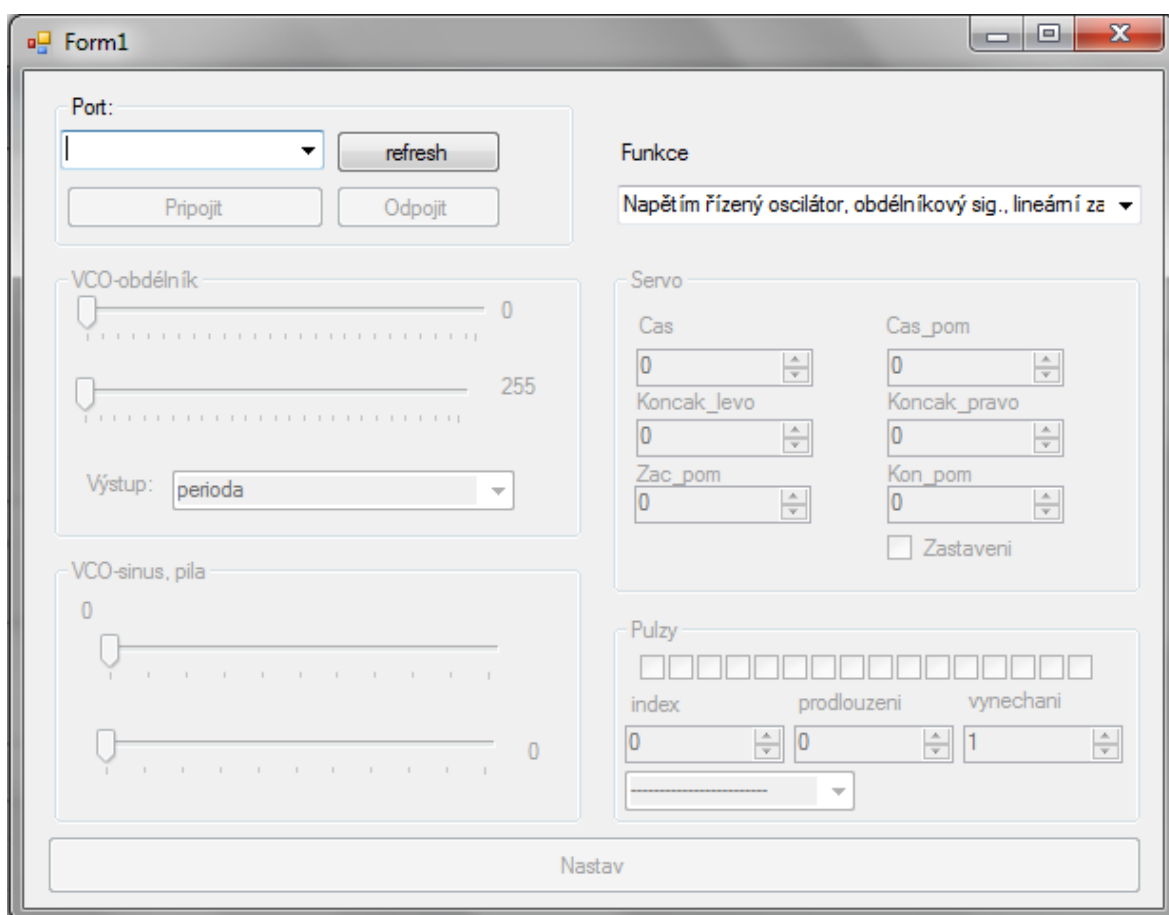 Form1
Port:
refresh
Pripojit
Odpojit
Funkce
Napětím řízený oscilátor, obdélníkový sig., lineární za
VCO-obdélník
0
255
Výstup:
perioda
VCO-sinus, pila
0
0
Servo
Cas
Cas_pom
0
0
Koncak_levo
Koncak_pravo
0
0
Zac_pom
Kon_pom
0
0
Zastaveni
Pulzy
index
prodlouzeni
vynechani
0
0
1
------------------------
Nastav